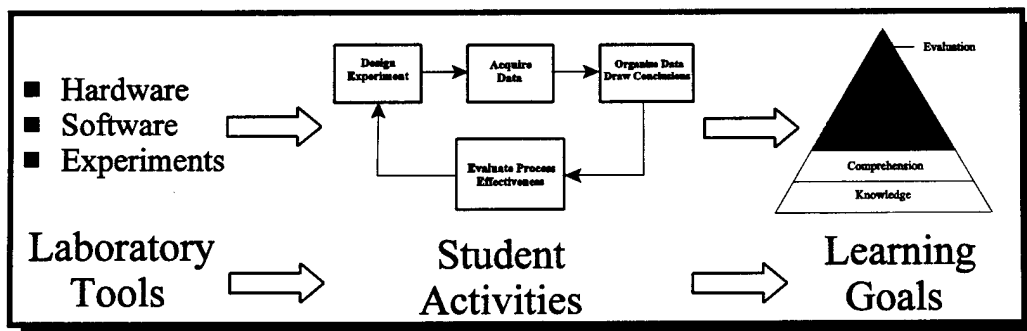 Hardware
Software
Experiments
Design
Experiment
Acquire
Data
Organize Data
Draw Conclusions
Evaluate Process
Effectiveness
Evaluation
Comprehension
Knowledge
Laboratory
Tools
Student
Activities
Learning
Goals